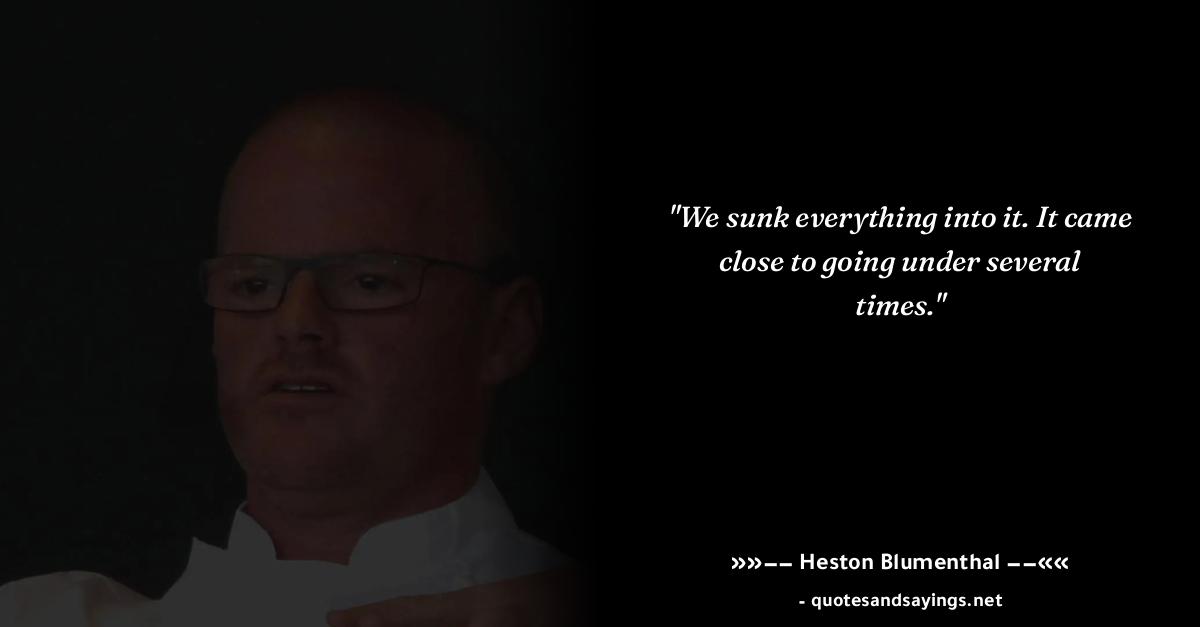 "We sunk everything into it. It came
close to going under several
times."
»»−− Heston Blumenthal −−««
- quotesandsayings.net